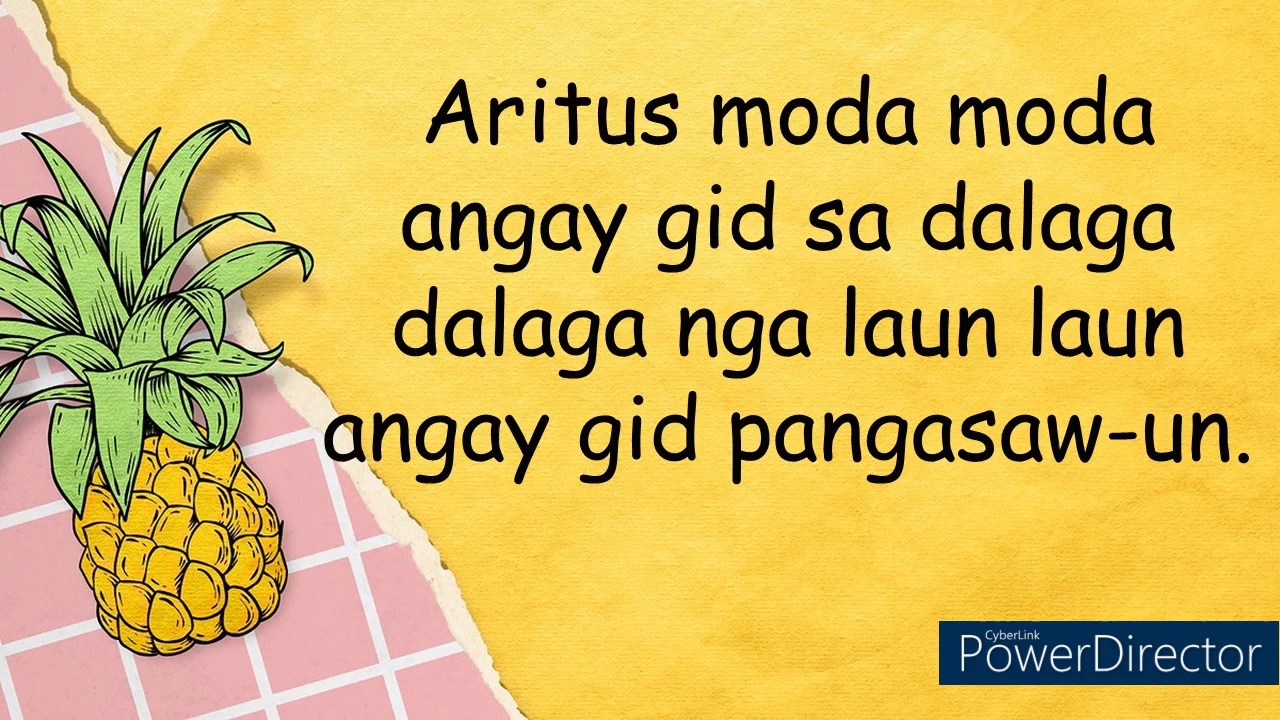 Aritus moda moda
angay gid sa dalaga
dalaga nga laun laun
angay gid pangasaw-un.
CyberLink
PowerDirector